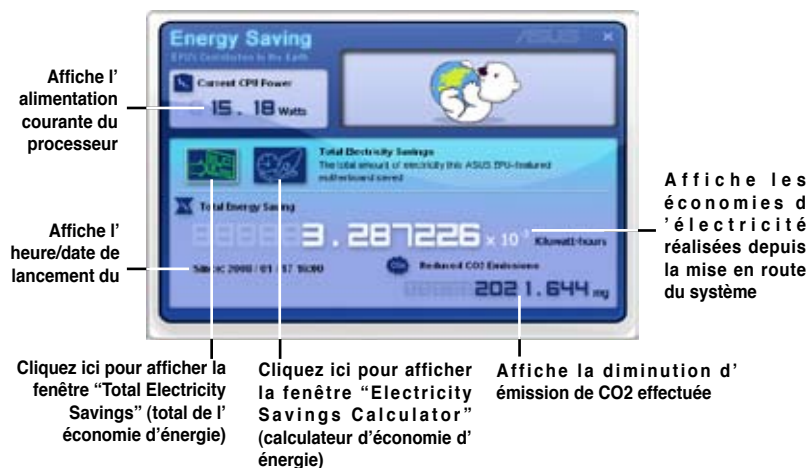 Energy Saving
ASUS
EPUS Contribution to the Earth
Current CPU Power
15.18 Watts
Total Electricity Savings
The total amount of electricity this ASUS EPU-featured
motherboard saved
Total Energy Saving
3.287226 x 10⁻³ Kilowatt-hours
Since: 2008 / 01 / 17 16:00
Reduced CO2 Emissions
2021.644 mg
Affiche l’
alimentation
courante du
processeur
Affiche l’
heure/date de
lancement du
Affiche les
économies d
’électricité
réalisées depuis
la mise en route
du système
Cliquez ici pour afficher la
fenêtre “Total Electricity
Savings” (total de l’
économie d’énergie)
Cliquez ici pour afficher
la fenêtre “Electricity
Savings Calculator”
(calculateur d’économie d’
énergie)
Affiche la diminution d’
émission de CO2 effectuée